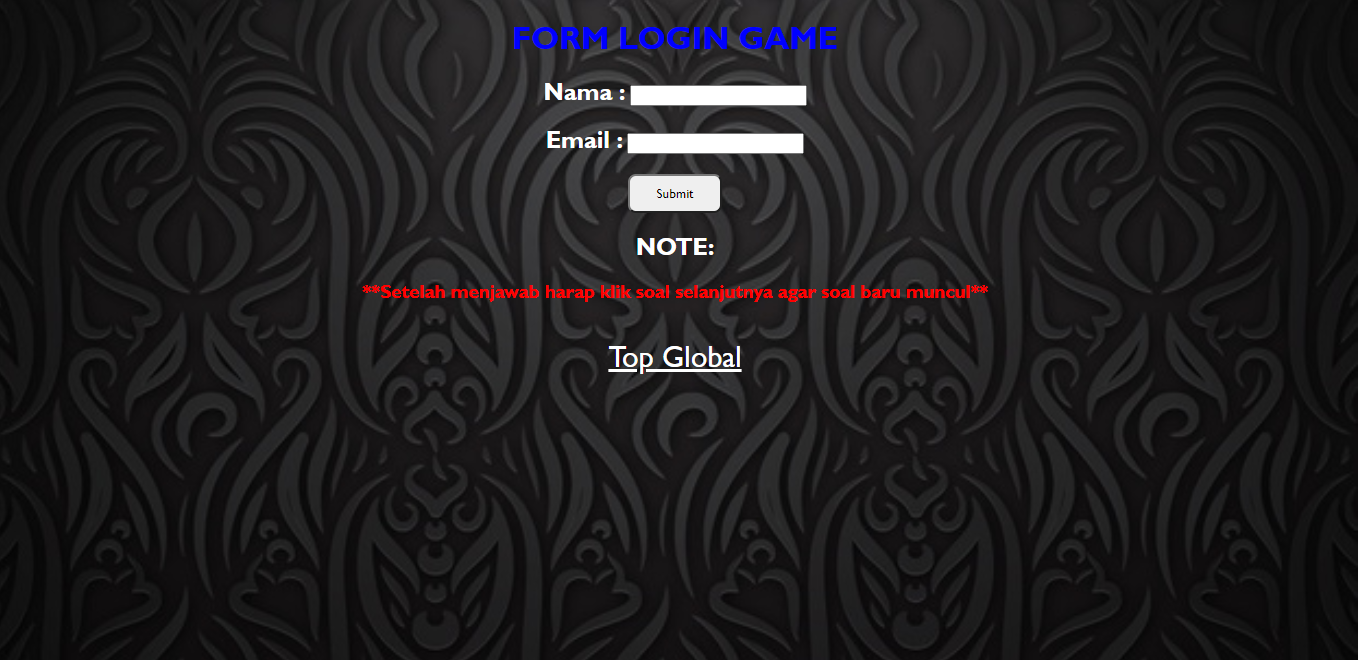 FORM LOGIN GAME
Nama :
Email :
Submit
NOTE:
**Setelah menjawab harap klik soal selanjutnya agar soal baru muncul**
Top Global